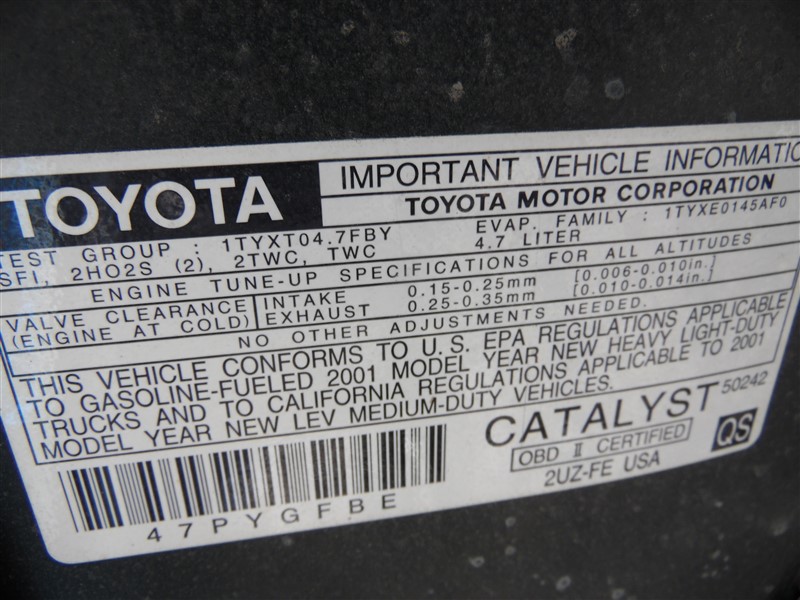 TOYOTA
IMPORTANT VEHICLE INFORMATIO
TOYOTA MOTOR CORPORATION
TEST GROUP : 1TYXT04.7FBY EVAP. FAMILY : 1TYXE0145AF0
SFI, 2HO2S (2), 2TWC, TWC 4.7 LITER
ENGINE TUNE-UP SPECIFICATIONS FOR ALL ALTITUDES
VALVE CLEARANCE INTAKE 0.15-0.25mm [0.006-0.010in.]
(ENGINE AT COLD) EXHAUST 0.25-0.35mm [0.010-0.014in.]
NO OTHER ADJUSTMENTS NEEDED.
THIS VEHICLE CONFORMS TO U.S. EPA REGULATIONS APPLICABLE
TO GASOLINE-FUELED 2001 MODEL YEAR NEW HEAVY LIGHT-DUTY
TRUCKS AND TO CALIFORNIA REGULATIONS APPLICABLE TO 2001
MODEL YEAR NEW LEV MEDIUM-DUTY VEHICLES.
50242
CATALYST
OBD II CERTIFIED
QS
2UZ-FE USA
47PYGFBE